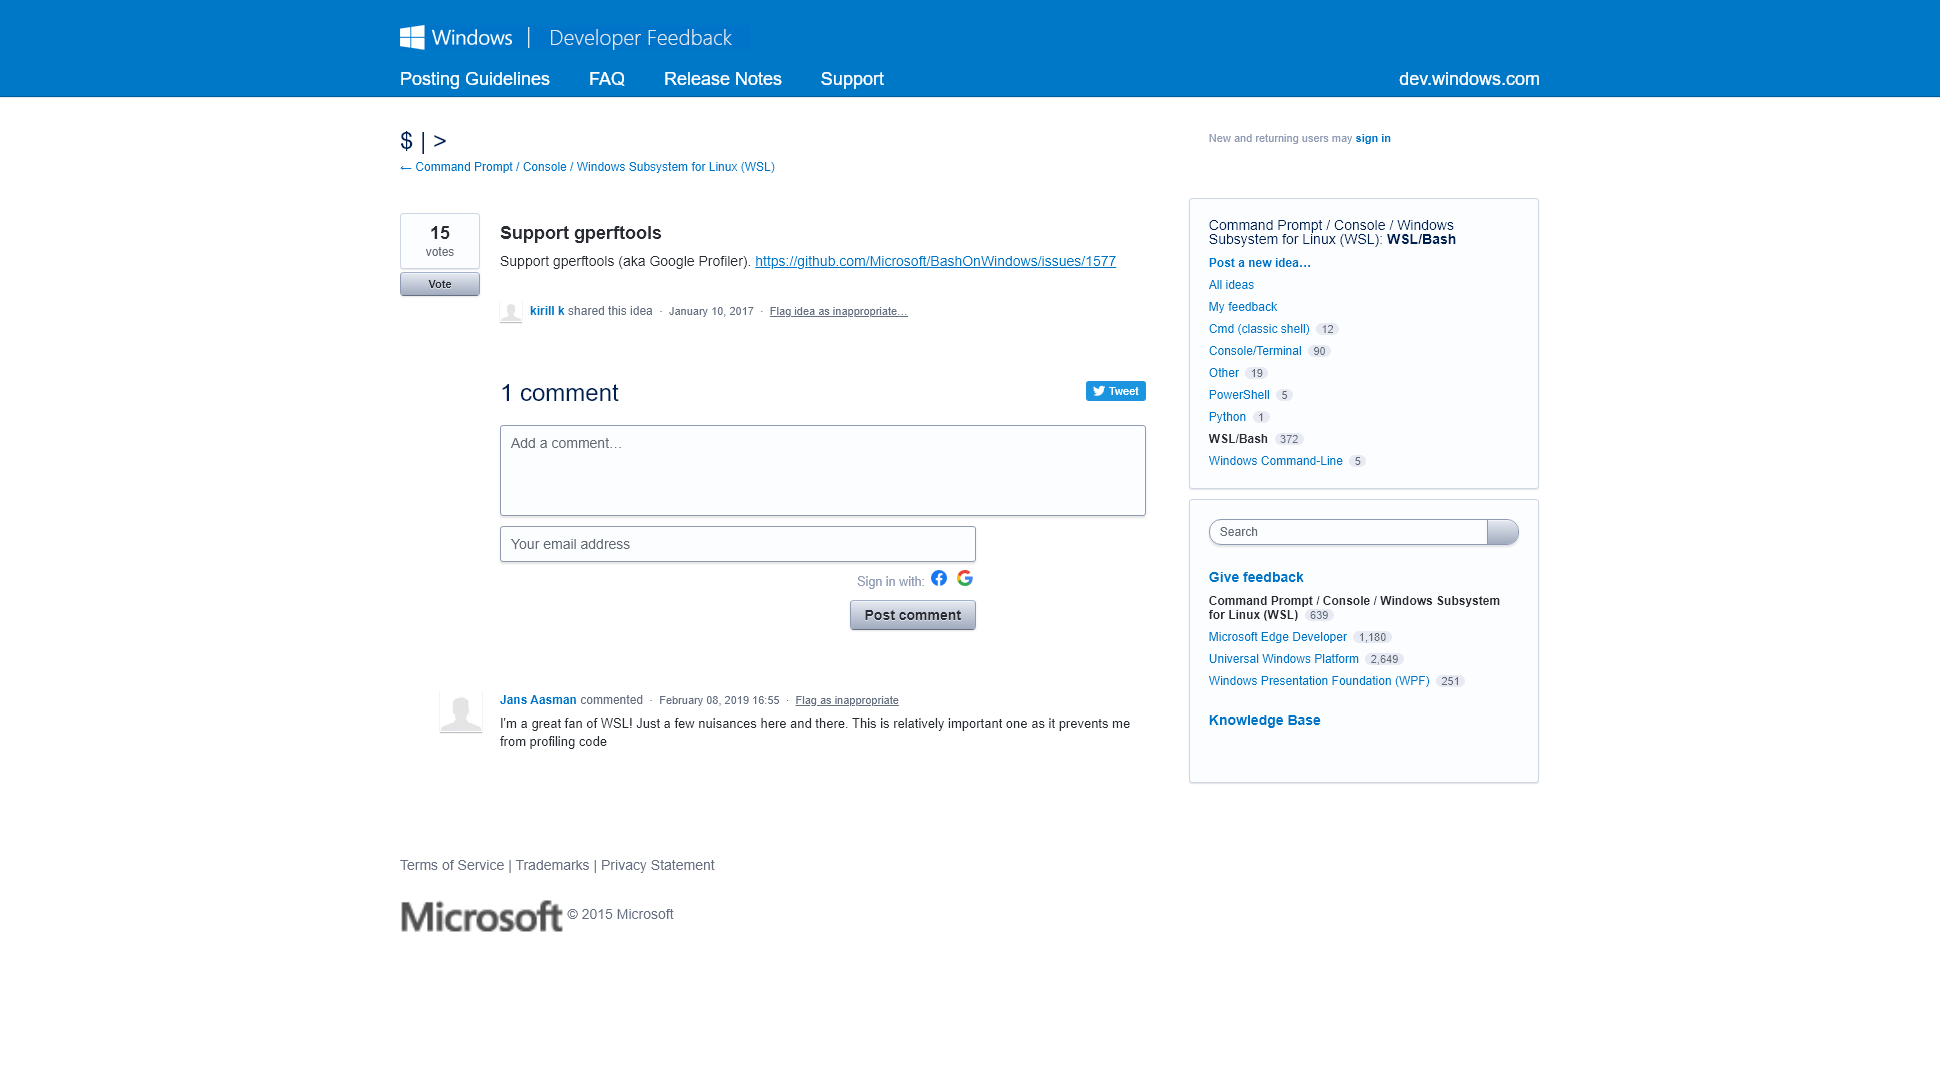 Windows | Developer Feedback
Posting Guidelines FAQ Release Notes Support dev.windows.com
$ | >
← Command Prompt / Console / Windows Subsystem for Linux (WSL)
15
votes
Vote
Support gperftools
Support gperftools (aka Google Profiler). https://github.com/Microsoft/BashOnWindows/issues/1577
kirill k shared this idea · January 10, 2017 · Flag idea as inappropriate…
1 comment
Tweet
Add a comment…
Your email address
Sign in with:
Post comment
Jans Aasman commented · February 08, 2019 16:55 · Flag as inappropriate
I'm a great fan of WSL! Just a few nuisances here and there. This is relatively important one as it prevents me
from profiling code
New and returning users may sign in
Command Prompt / Console / Windows
Subsystem for Linux (WSL): WSL/Bash
Post a new idea…
All ideas
My feedback
Cmd (classic shell) 12
Console/Terminal 90
Other 19
PowerShell 5
Python 1
WSL/Bash 372
Windows Command-Line 5
Search
Give feedback
Command Prompt / Console / Windows Subsystem
for Linux (WSL) 639
Microsoft Edge Developer 1,180
Universal Windows Platform 2,649
Windows Presentation Foundation (WPF) 251
Knowledge Base
Terms of Service | Trademarks | Privacy Statement
Microsoft © 2015 Microsoft